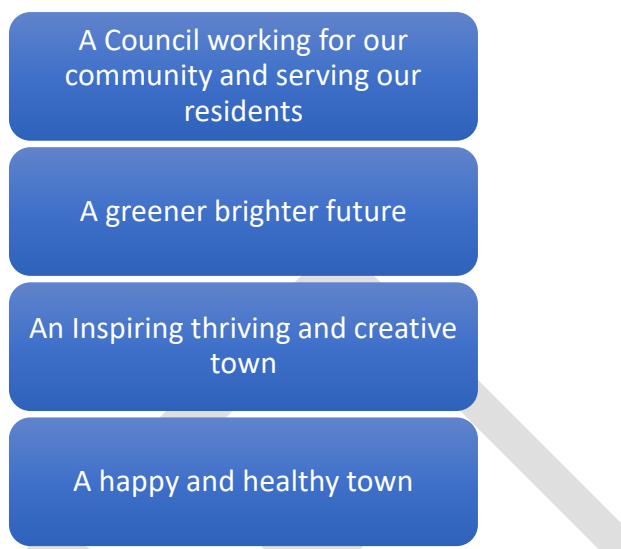 A Council working for our
community and serving our
residents
A greener brighter future
An Inspiring thriving and creative
town
A happy and healthy town